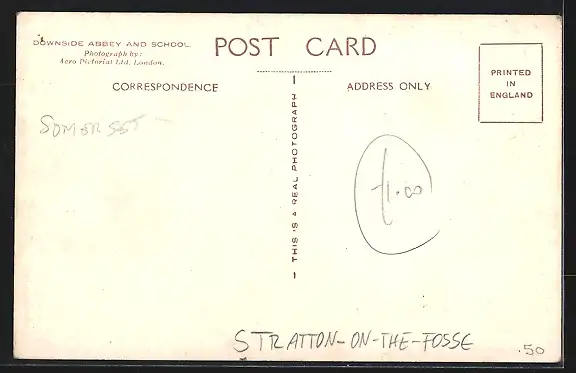 DOWNSIDE ABBEY AND SCHOOL.
Photograph by:
Aero Pictorial Ltd. London.
POST CARD
CORRESPONDENCE
ADDRESS ONLY
PRINTED
IN
ENGLAND
THIS IS A REAL PHOTOGRAPH
SOMERSET
£1.00
STRATTON-ON-THE-FOSSE
.50